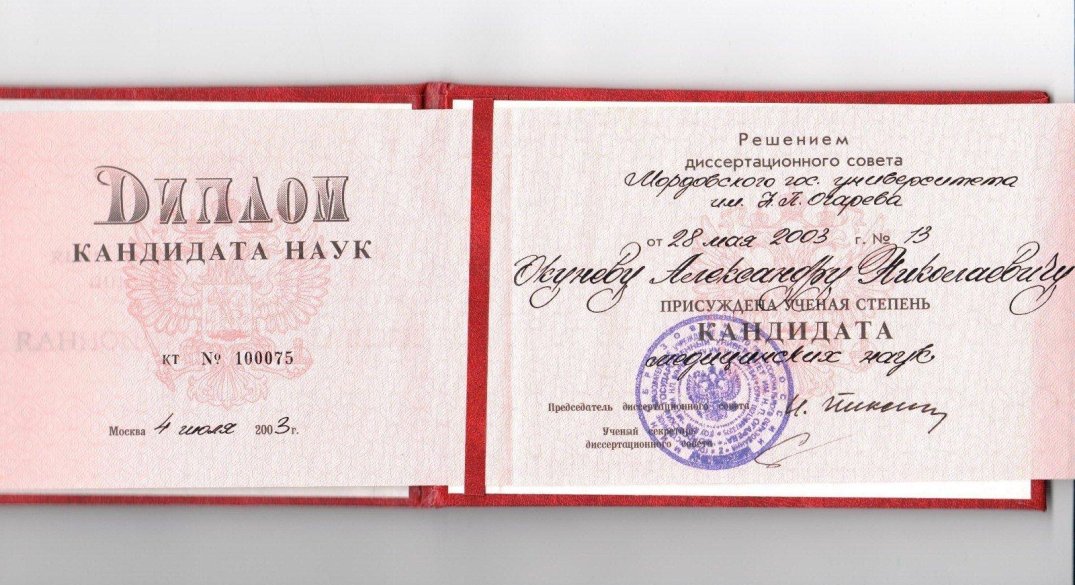 ДИПЛОМ
КАНДИДАТА НАУК
КТ № 100075
Москва 4 июля 2003 г.
Решением
диссертационного совета
Мордовского гос. университета
им. Н.П. Огарева
от 28 мая 2003 г. № 13
Окуневу Александру Николаевичу
ПРИСУЖДЕНА УЧЕНАЯ СТЕПЕНЬ
КАНДИДАТА
медицинских наук
Председатель диссертационного совета
Ученый секретарь
диссертационного совета